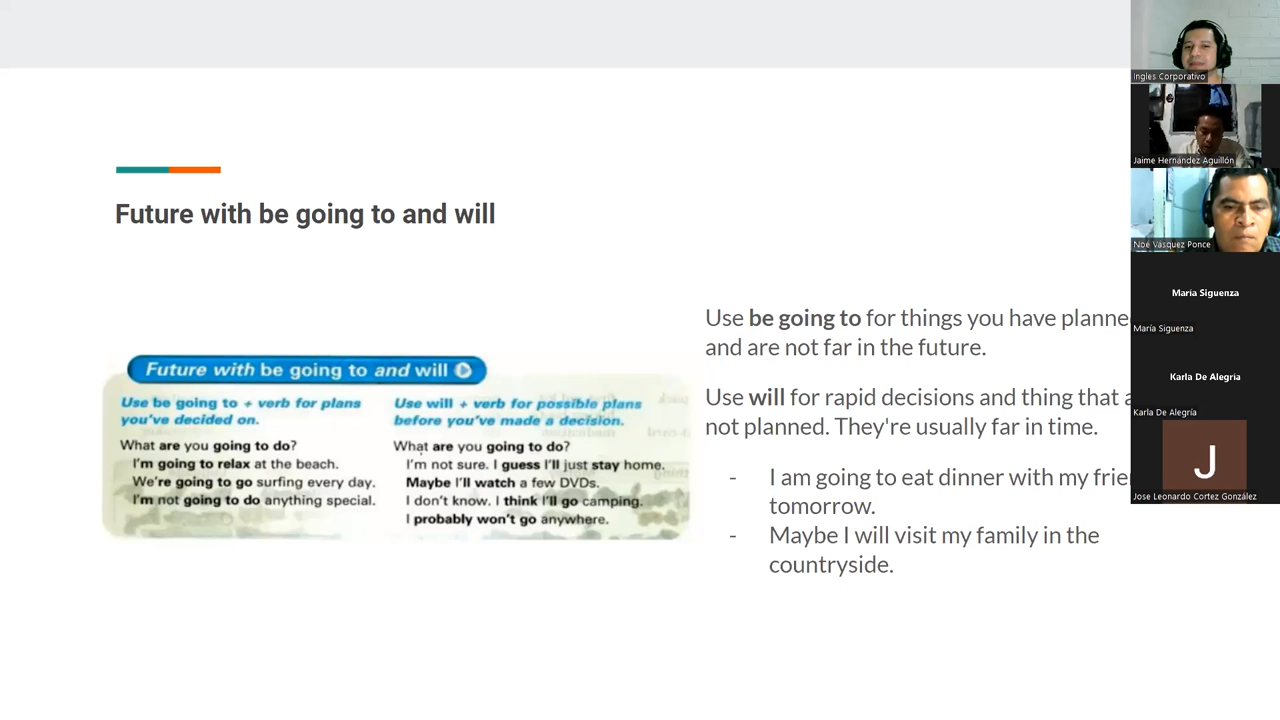 Future with be going to and will
Future with be going to and will
Use be going to + verb for plans
you've decided on.
What are you going to do?
I'm going to relax at the beach.
We're going to go surfing every day.
I'm not going to do anything special.
Use will + verb for possible plans
before you've made a decision.
What are you going to do?
I'm not sure. I guess I'll just stay home.
Maybe I'll watch a few DVDs.
I don't know. I think I'll go camping.
I probably won't go anywhere.
Use be going to for things you have planne
and are not far in the future.
Use will for rapid decisions and thing that a
not planned. They're usually far in time.
- I am going to eat dinner with my frie
tomorrow.
- Maybe I will visit my family in the
countryside.
Ingles Corporativo
Jaime Hernández Aguillón
Noé Vásquez Ponce
María Siguenza
María Siguenza
Karla De Alegría
Karla De Alegría
J
Jose Leonardo Cortez González